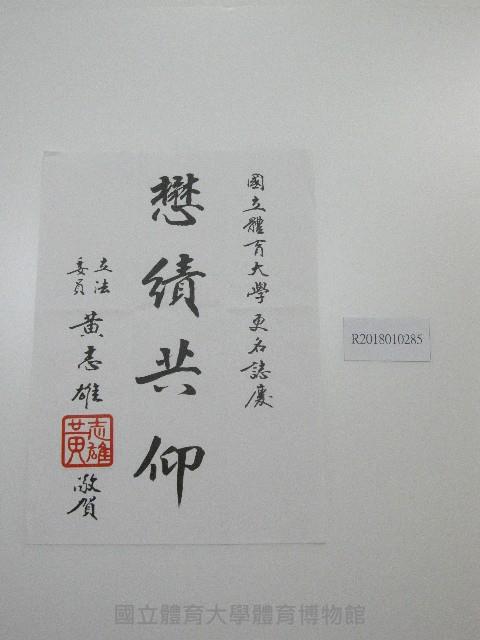 國立體育大學更名誌慶
懋績共仰
立法
委員
黃志雄
志雄
黃
敬賀
R2018010285
國立體育大學體育博物館